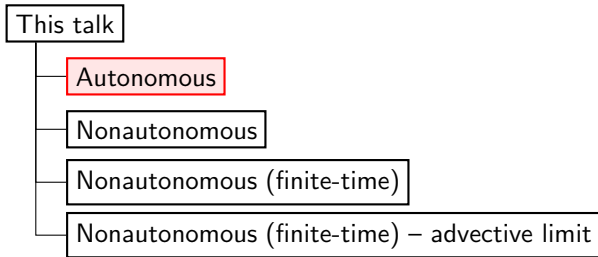 This talk
Autonomous
Nonautonomous
Nonautonomous (finite-time)
Nonautonomous (finite-time) – advective limit